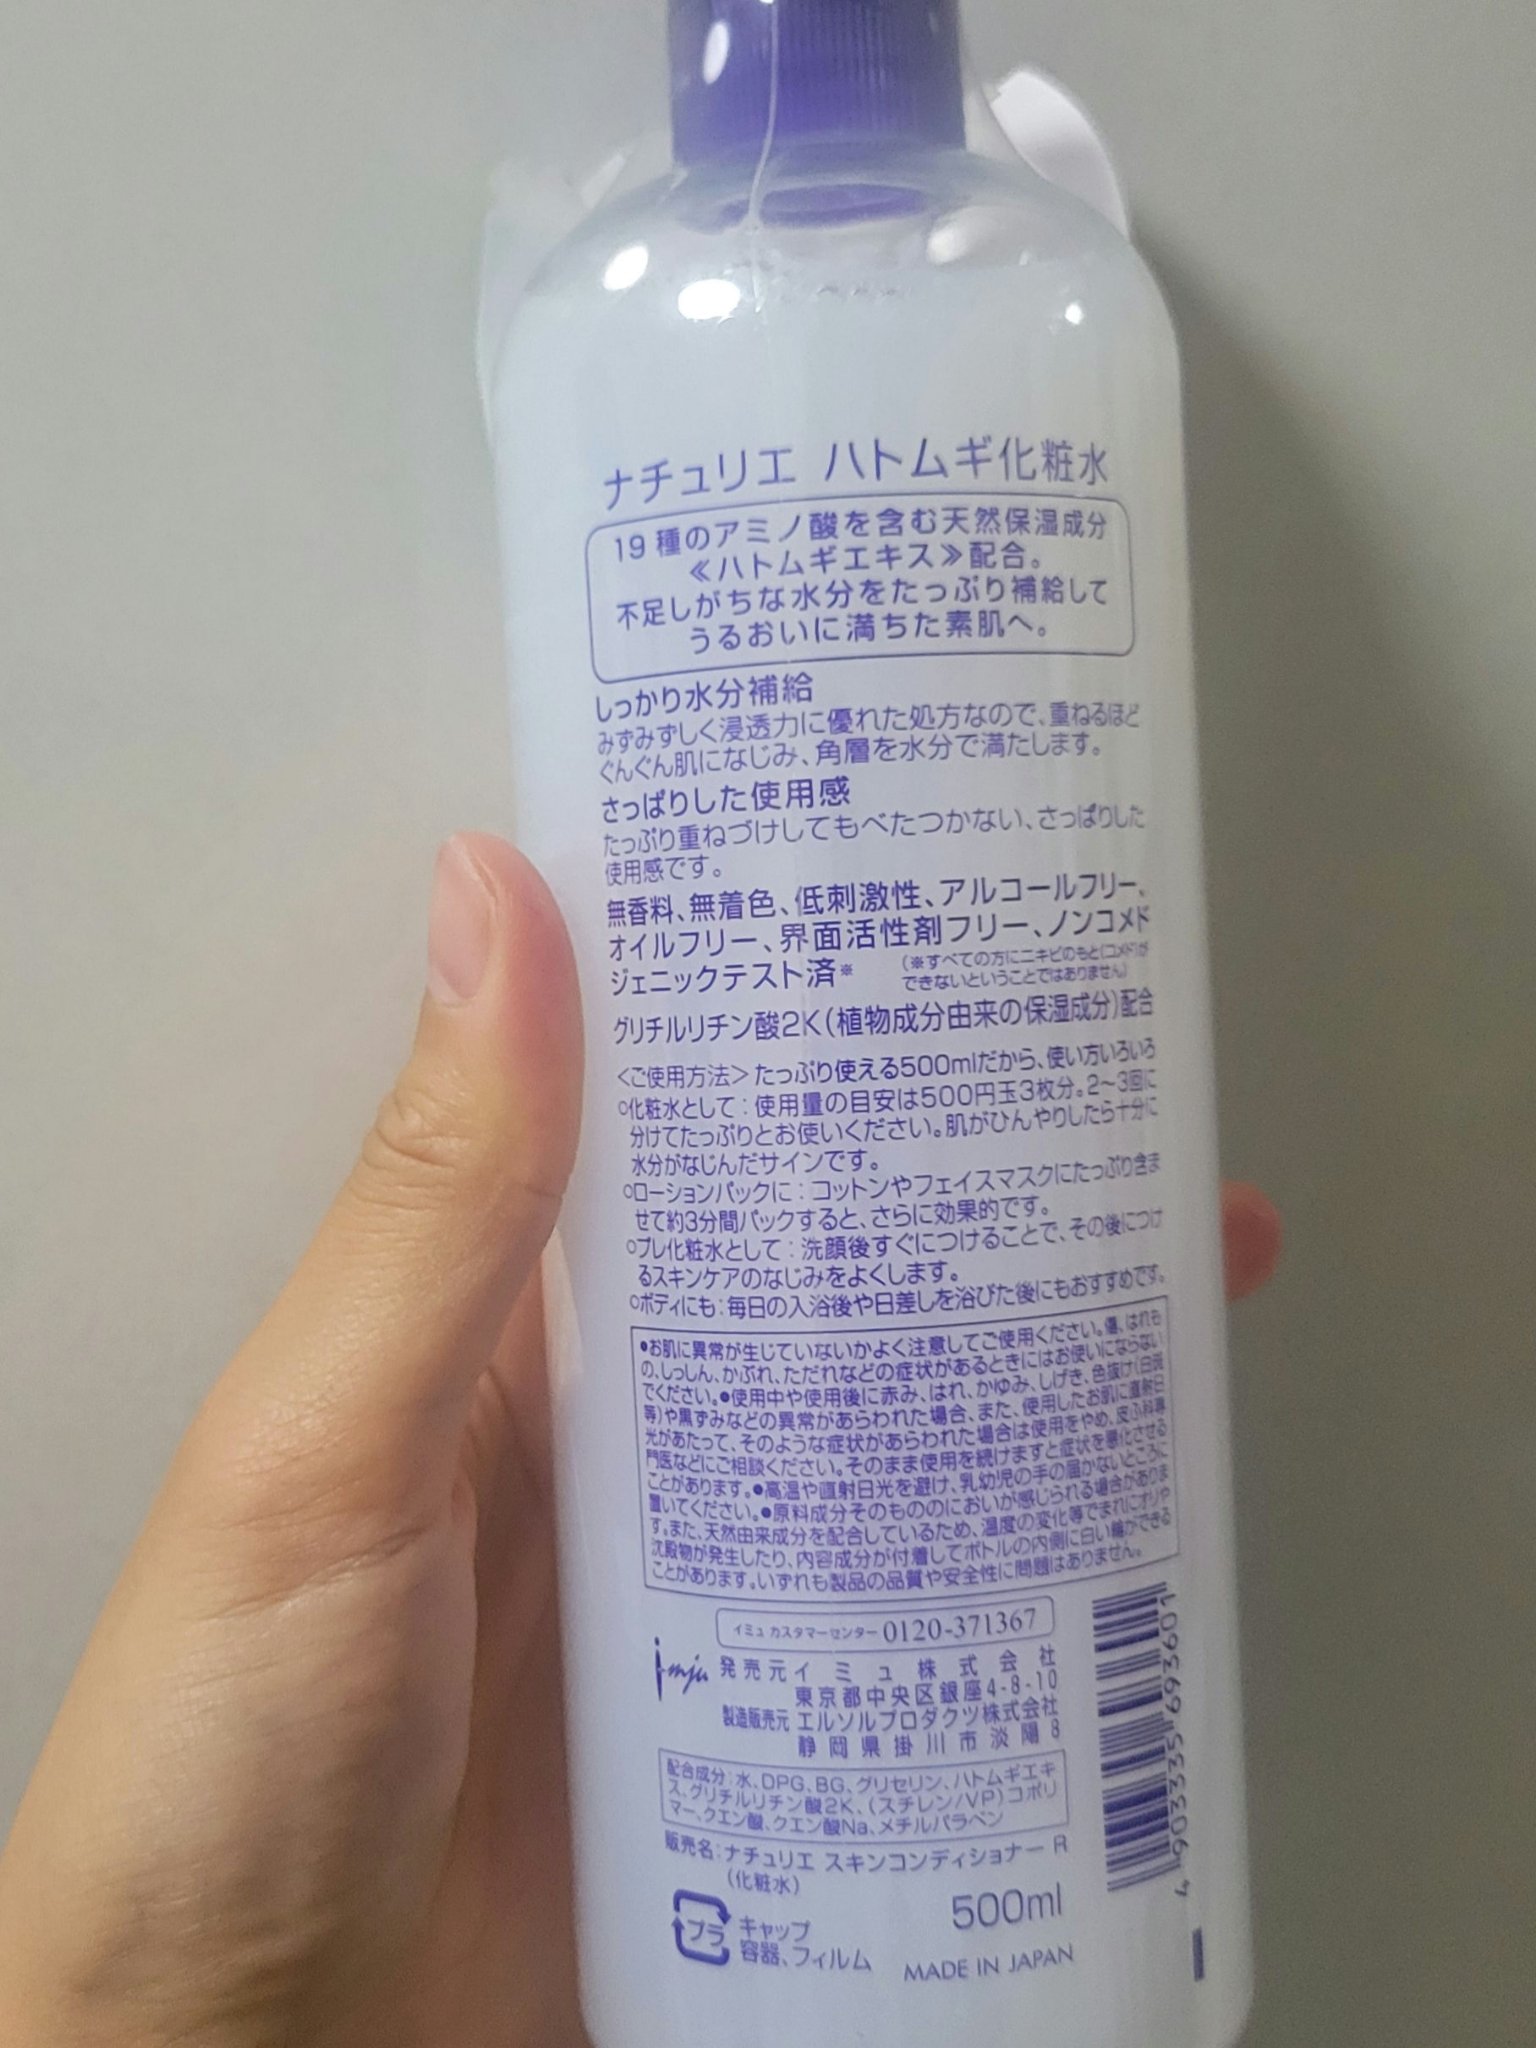 ナチュリエ ハトムギ化粧水
19種のアミノ酸を含む天然保湿成分
≪ハトムギエキス≫配合。
不足しがちな水分をたっぷり補給して
うるおいに満ちた素肌へ。
しっかり水分補給
みずみずしく浸透力に優れた処方なので、重ねるほど
ぐんぐん肌になじみ、角層を水分で満たします。
さっぱりした使用感
たっぷり重ねづけしてもべたつかない、さっぱりした
使用感です。
無香料、無着色、低刺激性、アルコールフリー、
オイルフリー、界面活性剤フリー、ノンコメド
ジェニックテスト済※
(※すべての方にニキビのもと(コメド)が
できないということではありません)
グリチルリチン酸2K(植物成分由来の保湿成分)配合
<ご使用方法>たっぷり使える500mlだから、使い方いろいろ
○化粧水として:使用量の目安は500円玉3枚分。2～3回に
分けてたっぷりとお使いください。肌がひんやりしたら十分に
水分がなじんだサインです。
○ローションパックに:コットンやフェイスマスクにたっぷり含ま
せて約3分間パックすると、さらに効果的です。
○プレ化粧水として:洗顔後すぐにつけることで、その後につけ
るスキンケアのなじみをよくします。
○ボディにも:毎日の入浴後や日差しを浴びた後にもおすすめです。
●お肌に異常が生じていないかよく注意してご使用ください。傷、はれも
の、しっしん、かぶれ、ただれなどの症状があるときにはお使いにならない
でください。●使用中や使用後に赤み、はれ、かゆみ、しげき、色抜け(白斑
等)や黒ずみなどの異常があらわれた場合、また、使用したお肌に直射日
光があたって、そのような症状があらわれた場合は使用をやめ、皮ふ科専
門医などにご相談ください。そのまま使用を続けますと症状を悪化させる
ことがあります。●高温や直射日光を避け、乳幼児の手の届かないところに
置いてください。●原料成分そのもののにおいが感じられる場合がありま
す。また、天然由来成分を配合しているため、温度の変化等でまれにオリや
沈殿物が発生したり、内容成分が付着してボトルの内側に白い輪ができる
ことがあります。いずれも製品の品質や安全性に問題はありません。
イミュ カスタマーセンター 0120-371367
imju 発売元 イミュ株式会社
東京都中央区銀座4-8-10
製造販売元 エルソルプロダクツ株式会社
静岡県掛川市淡陽8
配合成分:水、DPG、BG、グリセリン、ハトムギエキ
ス、グリチルリチン酸2K、(スチレン/VP)コポリ
マー、クエン酸、クエン酸Na、メチルパラベン
販売名:ナチュリエ スキンコンディショナー R
(化粧水)
プラ キャップ
容器、フィルム
500ml
MADE IN JAPAN
4 903335 693601